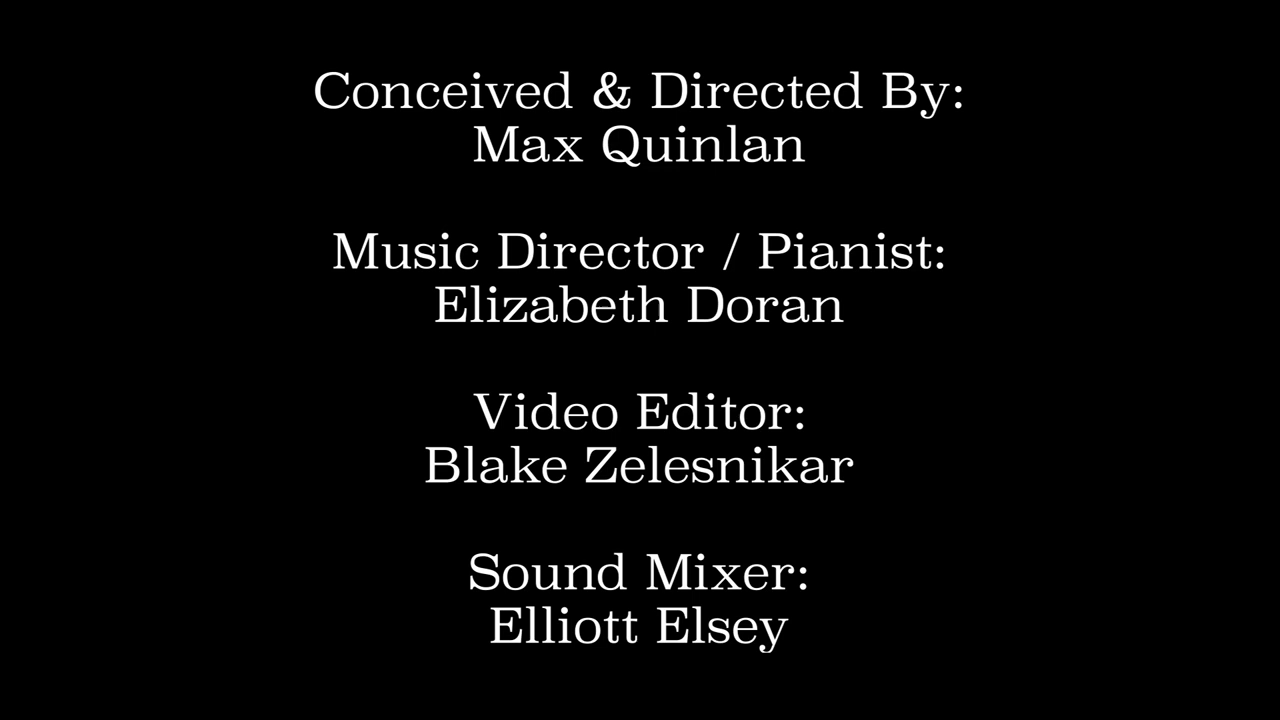 Conceived & Directed By:
Max Quinlan
Music Director / Pianist:
Elizabeth Doran
Video Editor:
Blake Zelesnikar
Sound Mixer:
Elliott Elsey